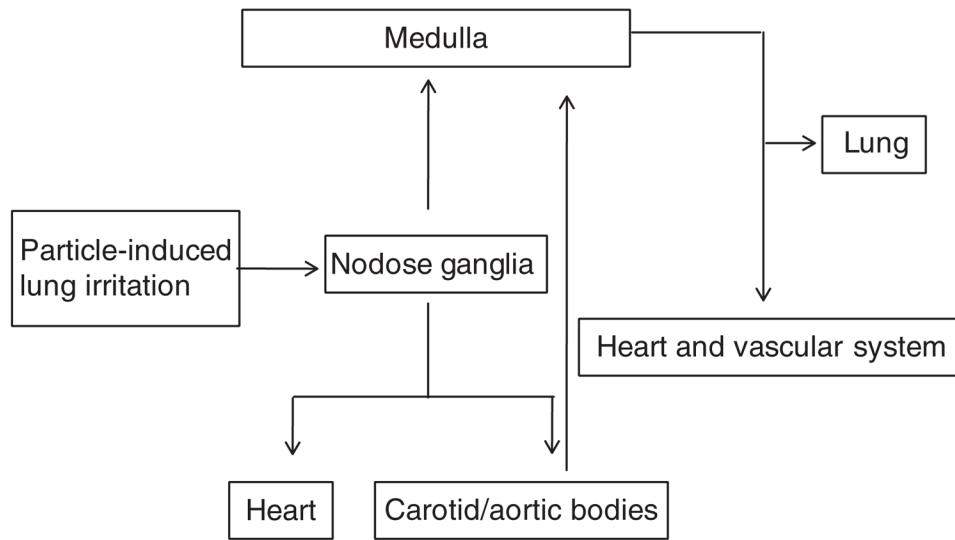 Medulla
Lung
Particle-induced
lung irritation
Nodose ganglia
Heart and vascular system
Heart
Carotid/aortic bodies